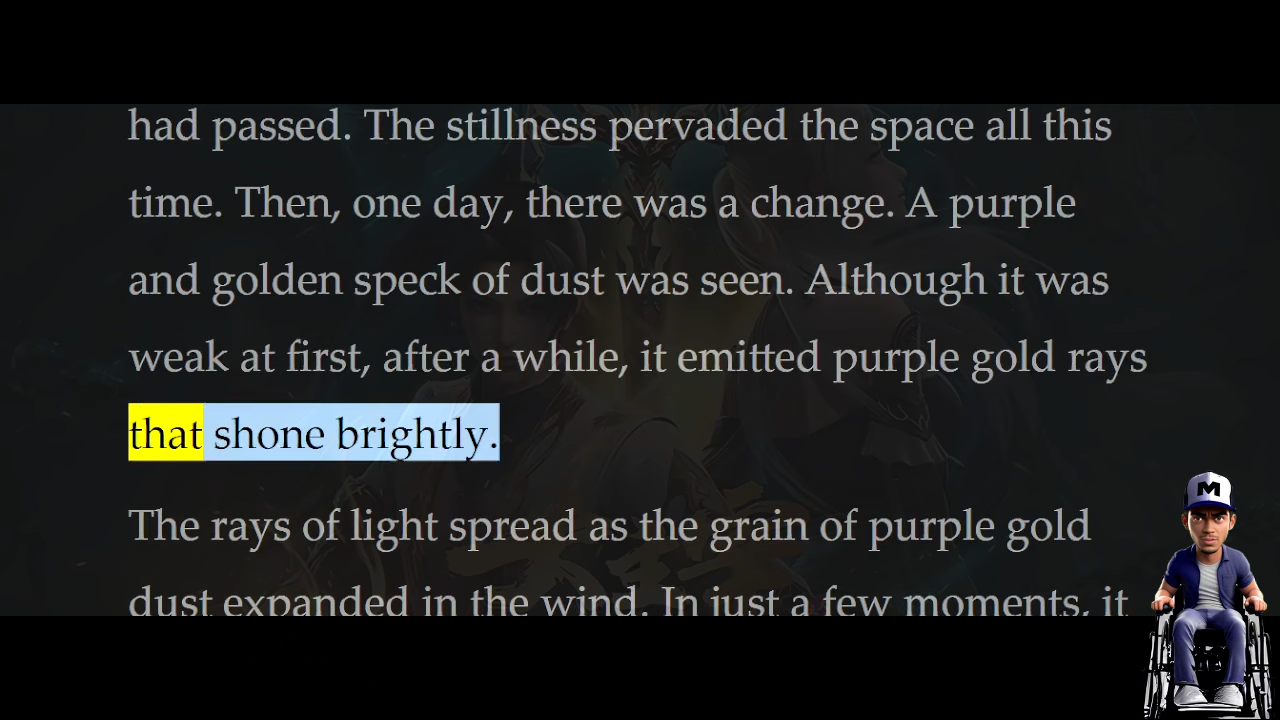 had passed. The stillness pervaded the space all this
time. Then, one day, there was a change. A purple
and golden speck of dust was seen. Although it was
weak at first, after a while, it emitted purple gold rays
that shone brightly.
The rays of light spread as the grain of purple gold
dust expanded in the wind. In just a few moments, it
M